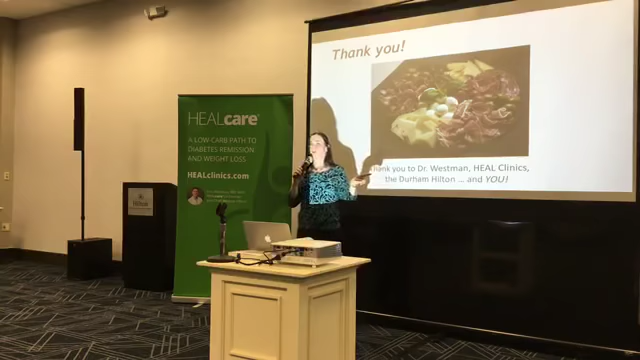 Thank you!
Thank you to Dr. Westman, HEAL Clinics,
the Durham Hilton ... and YOU!
HEALcare
A LOW-CARB PATH TO
DIABETES REMISSION
AND WEIGHT LOSS
HEALclinics.com
Hilton